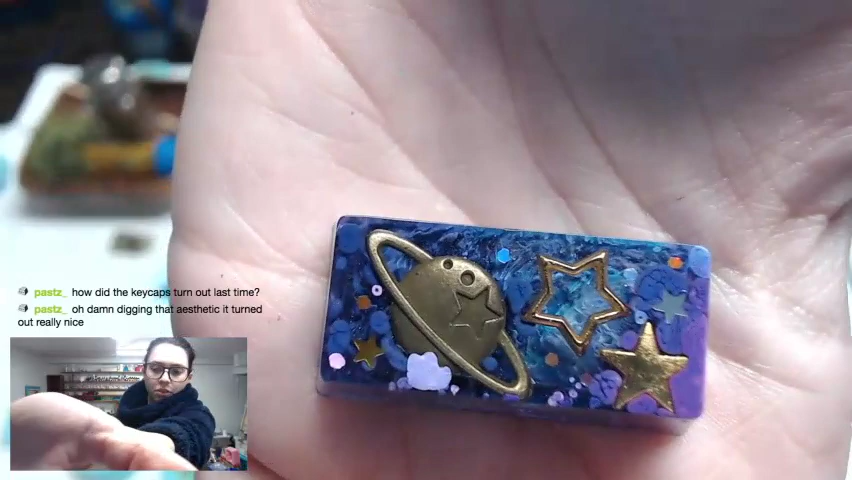 pastz_ how did the keycaps turn out last time?
pastz_ oh damn digging that aesthetic it turned
out really nice